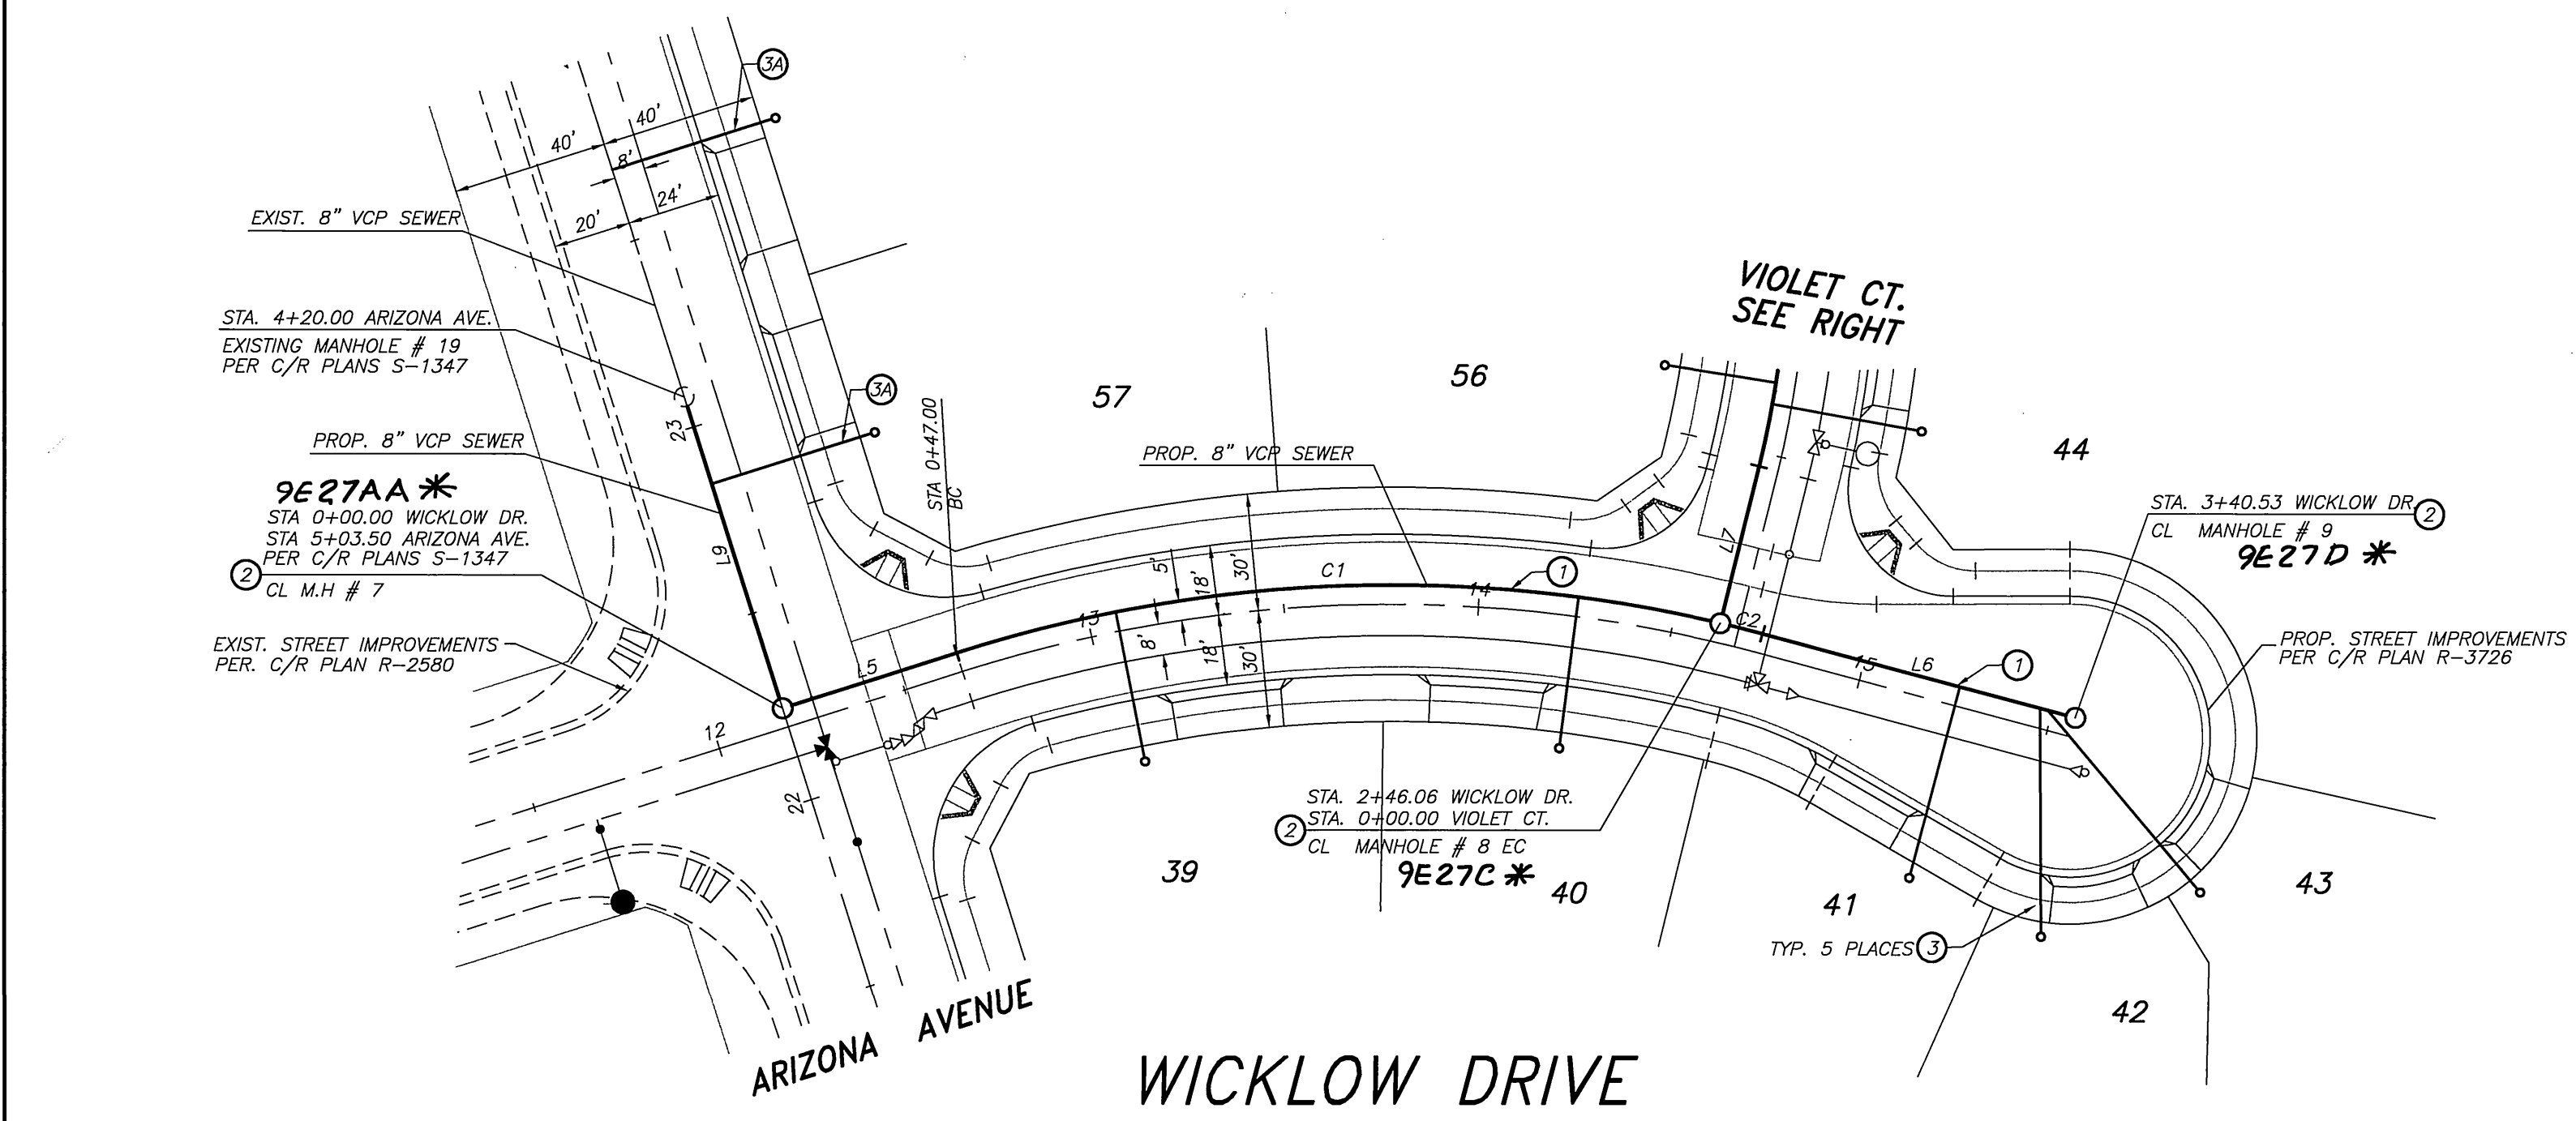 3A
40'
40'
8'
24'
20'
EXIST. 8" VCP SEWER
STA. 4+20.00 ARIZONA AVE.
EXISTING MANHOLE # 19
PER C/R PLANS S-1347
23
3A
PROP. 8" VCP SEWER
9E27AA *
STA 0+00.00 WICKLOW DR.
STA 5+03.50 ARIZONA AVE.
PER C/R PLANS S-1347
2
CL M.H # 7
L9
EXIST. STREET IMPROVEMENTS
PER. C/R PLAN R-2580
STA 0+47.00
BC
57
56
PROP. 8" VCP SEWER
VIOLET CT.
SEE RIGHT
44
STA. 3+40.53 WICKLOW DR.
2
CL MANHOLE # 9
9E27D *
5'
18'
30'
C1
1
14
13
L5
8'
18'
30'
L7
C2
15
L6
1
PROP. STREET IMPROVEMENTS
PER C/R PLAN R-3726
12
22
STA. 2+46.06 WICKLOW DR.
STA. 0+00.00 VIOLET CT.
2
CL MANHOLE # 8 EC
9E27C *
39
40
41
43
TYP. 5 PLACES 3
42
ARIZONA AVENUE
WICKLOW DRIVE